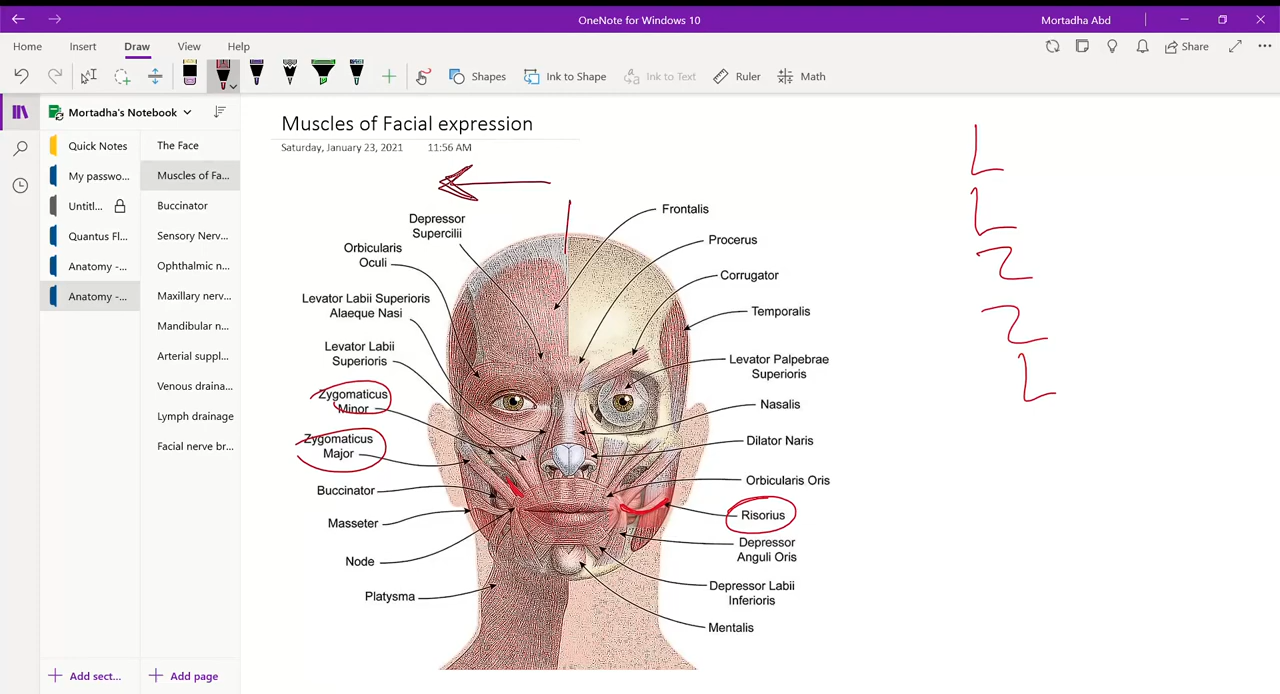 OneNote for Windows 10
Mortadha Abd
Home Insert Draw View Help
Share
Shapes Ink to Shape Ink to Text Ruler Math
Mortadha's Notebook
Quick Notes
My passwo...
Untitl...
Quantus Fl...
Anatomy -...
Anatomy -...
Add sect...
The Face
Muscles of Fa...
Buccinator
Sensory Nerv...
Ophthalmic n...
Maxillary nerv...
Mandibular n...
Arterial suppl...
Venous draina...
Lymph drainage
Facial nerve br...
Add page
Muscles of Facial expression
Saturday, January 23, 2021 11:56 AM
Depressor
Supercilii
Orbicularis
Oculi
Levator Labii Superioris
Alaeque Nasi
Levator Labii
Superioris
Zygomaticus
Minor
Zygomaticus
Major
Buccinator
Masseter
Node
Platysma
Frontalis
Procerus
Corrugator
Temporalis
Levator Palpebrae
Superioris
Nasalis
Dilator Naris
Orbicularis Oris
Risorius
Depressor
Anguli Oris
Depressor Labii
Inferioris
Mentalis
L
L
Z
Z
L